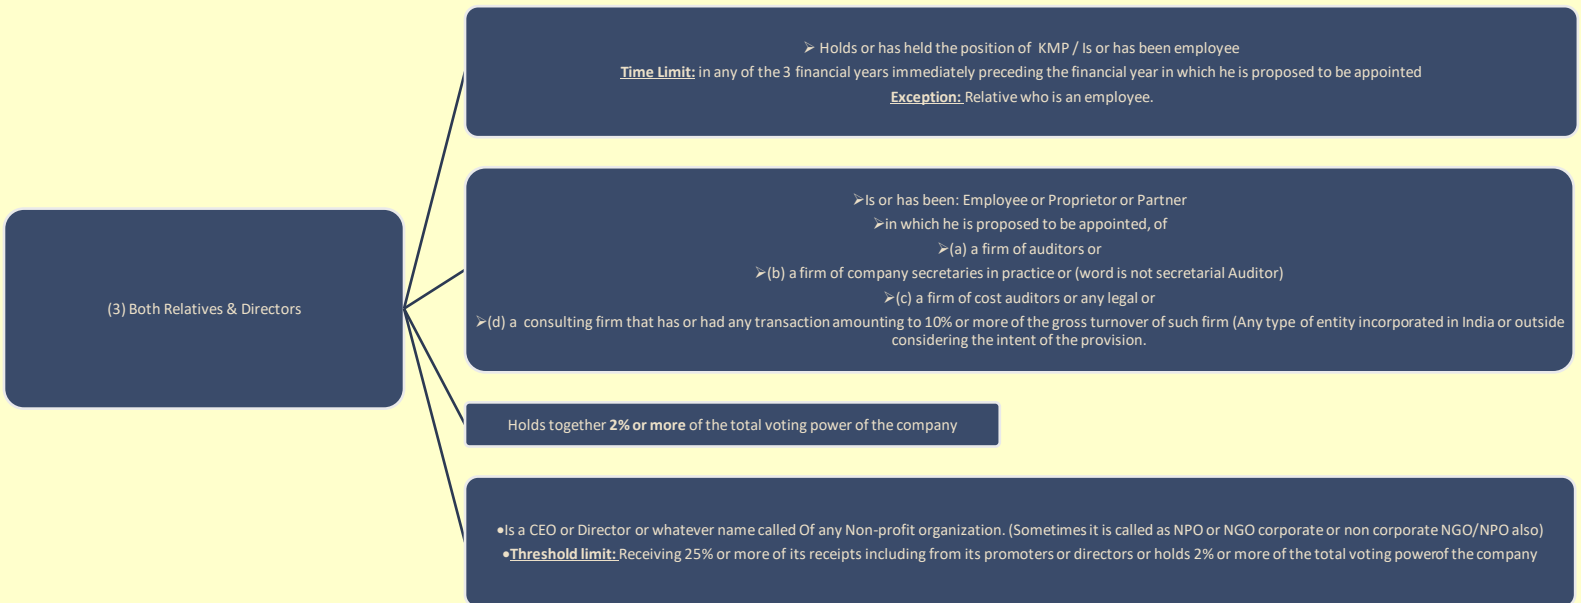 (3) Both Relatives & Directors
➢ Holds or has held the position of KMP / Is or has been employee
Time Limit: in any of the 3 financial years immediately preceding the financial year in which he is proposed to be appointed
Exception: Relative who is an employee.
➢Is or has been: Employee or Proprietor or Partner
➢in which he is proposed to be appointed, of
➢(a) a firm of auditors or
➢(b) a firm of company secretaries in practice or (word is not secretarial Auditor)
➢(c) a firm of cost auditors or any legal or
➢(d) a consulting firm that has or had any transaction amounting to 10% or more of the gross turnover of such firm (Any type of entity incorporated in India or outside
considering the intent of the provision.
Holds together 2% or more of the total voting power of the company
•Is a CEO or Director or whatever name called Of any Non-profit organization. (Sometimes it is called as NPO or NGO corporate or non corporate NGO/NPO also)
•Threshold limit: Receiving 25% or more of its receipts including from its promoters or directors or holds 2% or more of the total voting power of the company